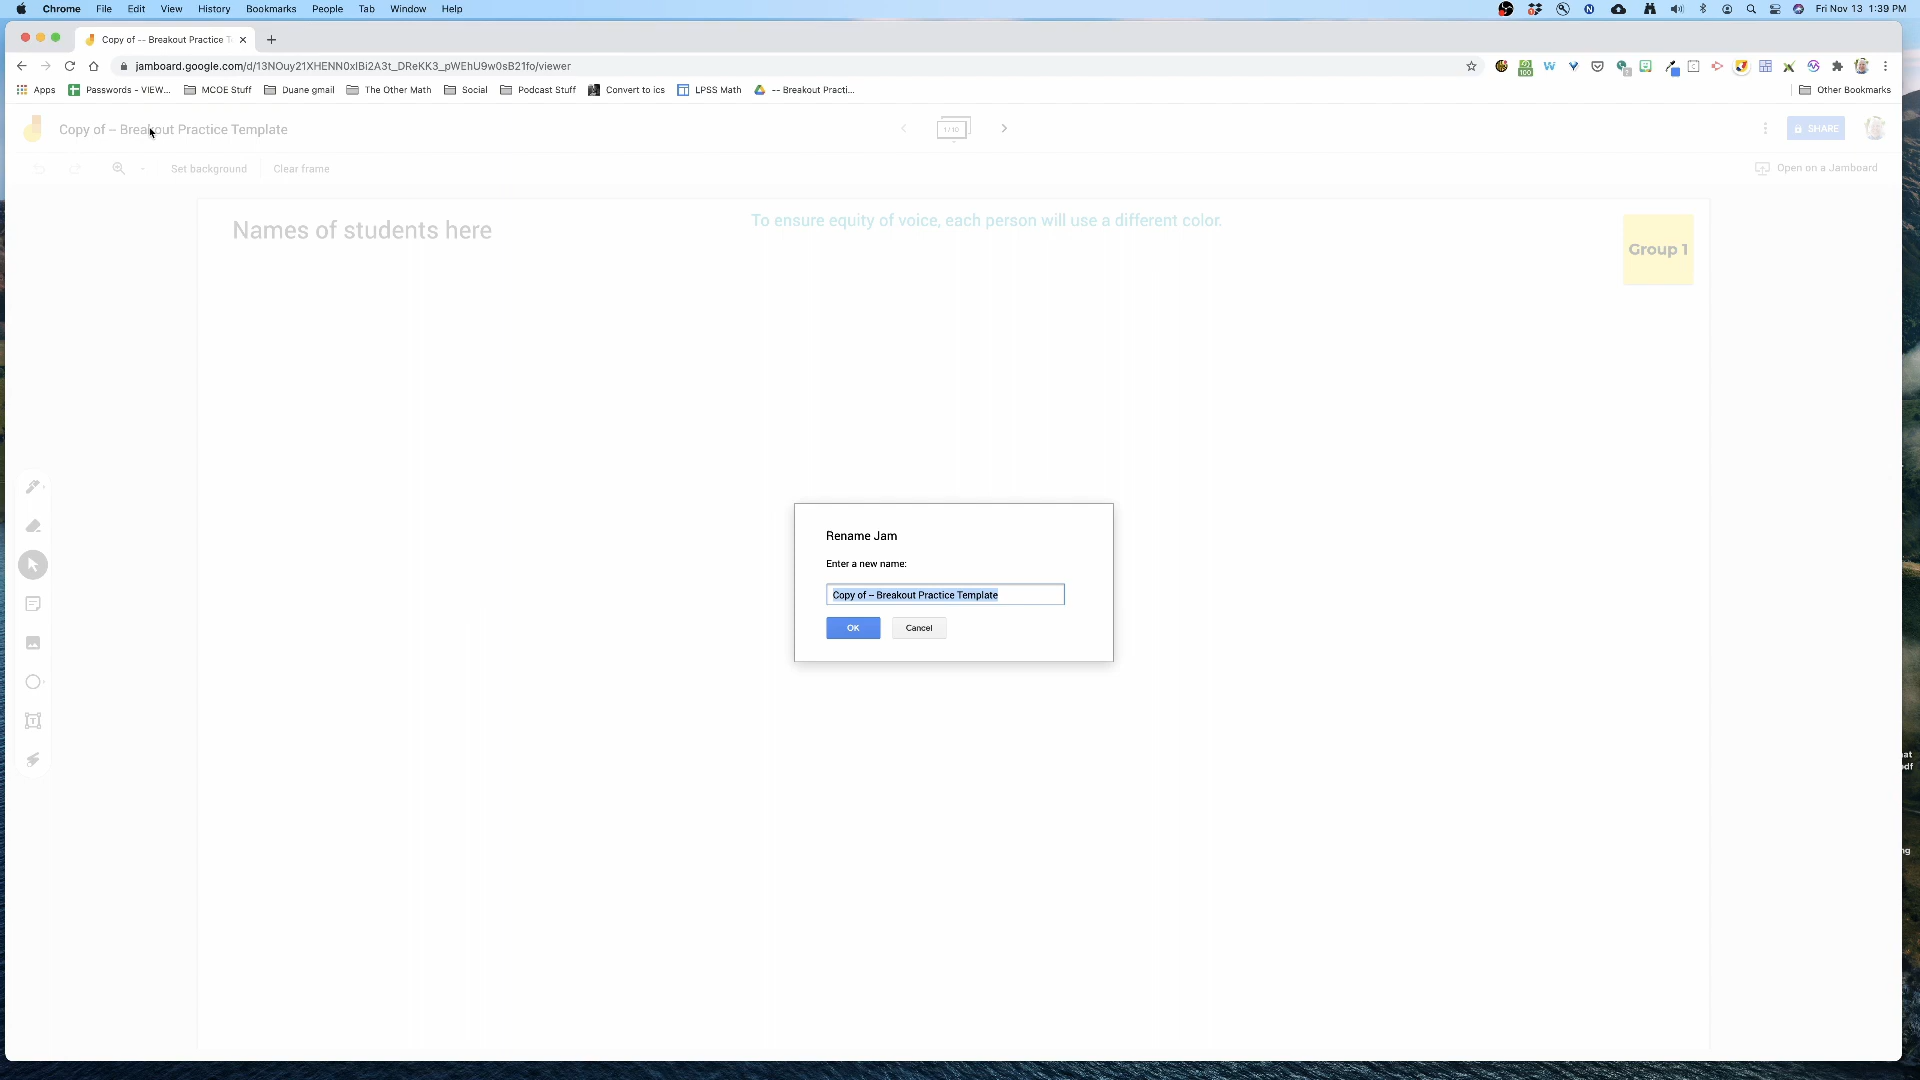 Chrome File Edit View History Bookmarks People Tab Window Help Fri Nov 13 1:39 PM
Copy of -- Breakout Practice T
jamboard.google.com/d/13NOuy21XHENN0xIBi2A3t_DReKK3_pWEhU9w0sB21fo/viewer
100
Apps Passwords - VIEW... MCOE Stuff Duane gmail The Other Math Social Podcast Stuff Convert to ics LPSS Math -- Breakout Practi... Other Bookmarks
Copy of – Breakout Practice Template 1/10 SHARE
Set background Clear frame Open on a Jamboard
Names of students here
To ensure equity of voice, each person will use a different color.
Group 1
Rename Jam
Enter a new name:
Copy of – Breakout Practice Template
OK Cancel